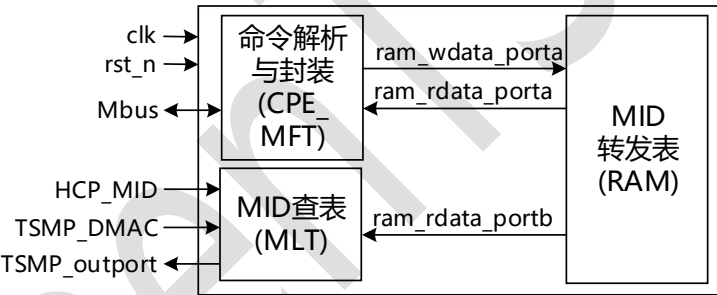 clk
rst_n
Mbus
命令解析
与封装
(CPE_
MFT)
ram_wdata_porta
ram_rdata_porta
MID
转发表
(RAM)
HCP_MID
TSMP_DMAC
TSMP_outport
MID查表
(MLT)
ram_rdata_portb